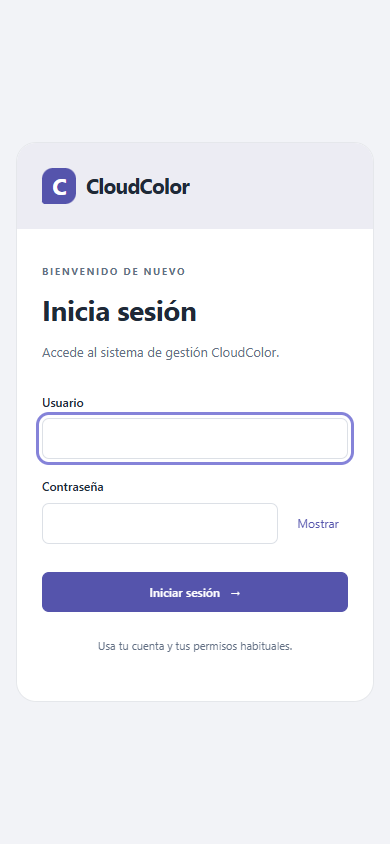 C CloudColor
BIENVENIDO DE NUEVO
Inicia sesión
Accede al sistema de gestión CloudColor.
Usuario
Contraseña
Mostrar
Iniciar sesión →
Usa tu cuenta y tus permisos habituales.